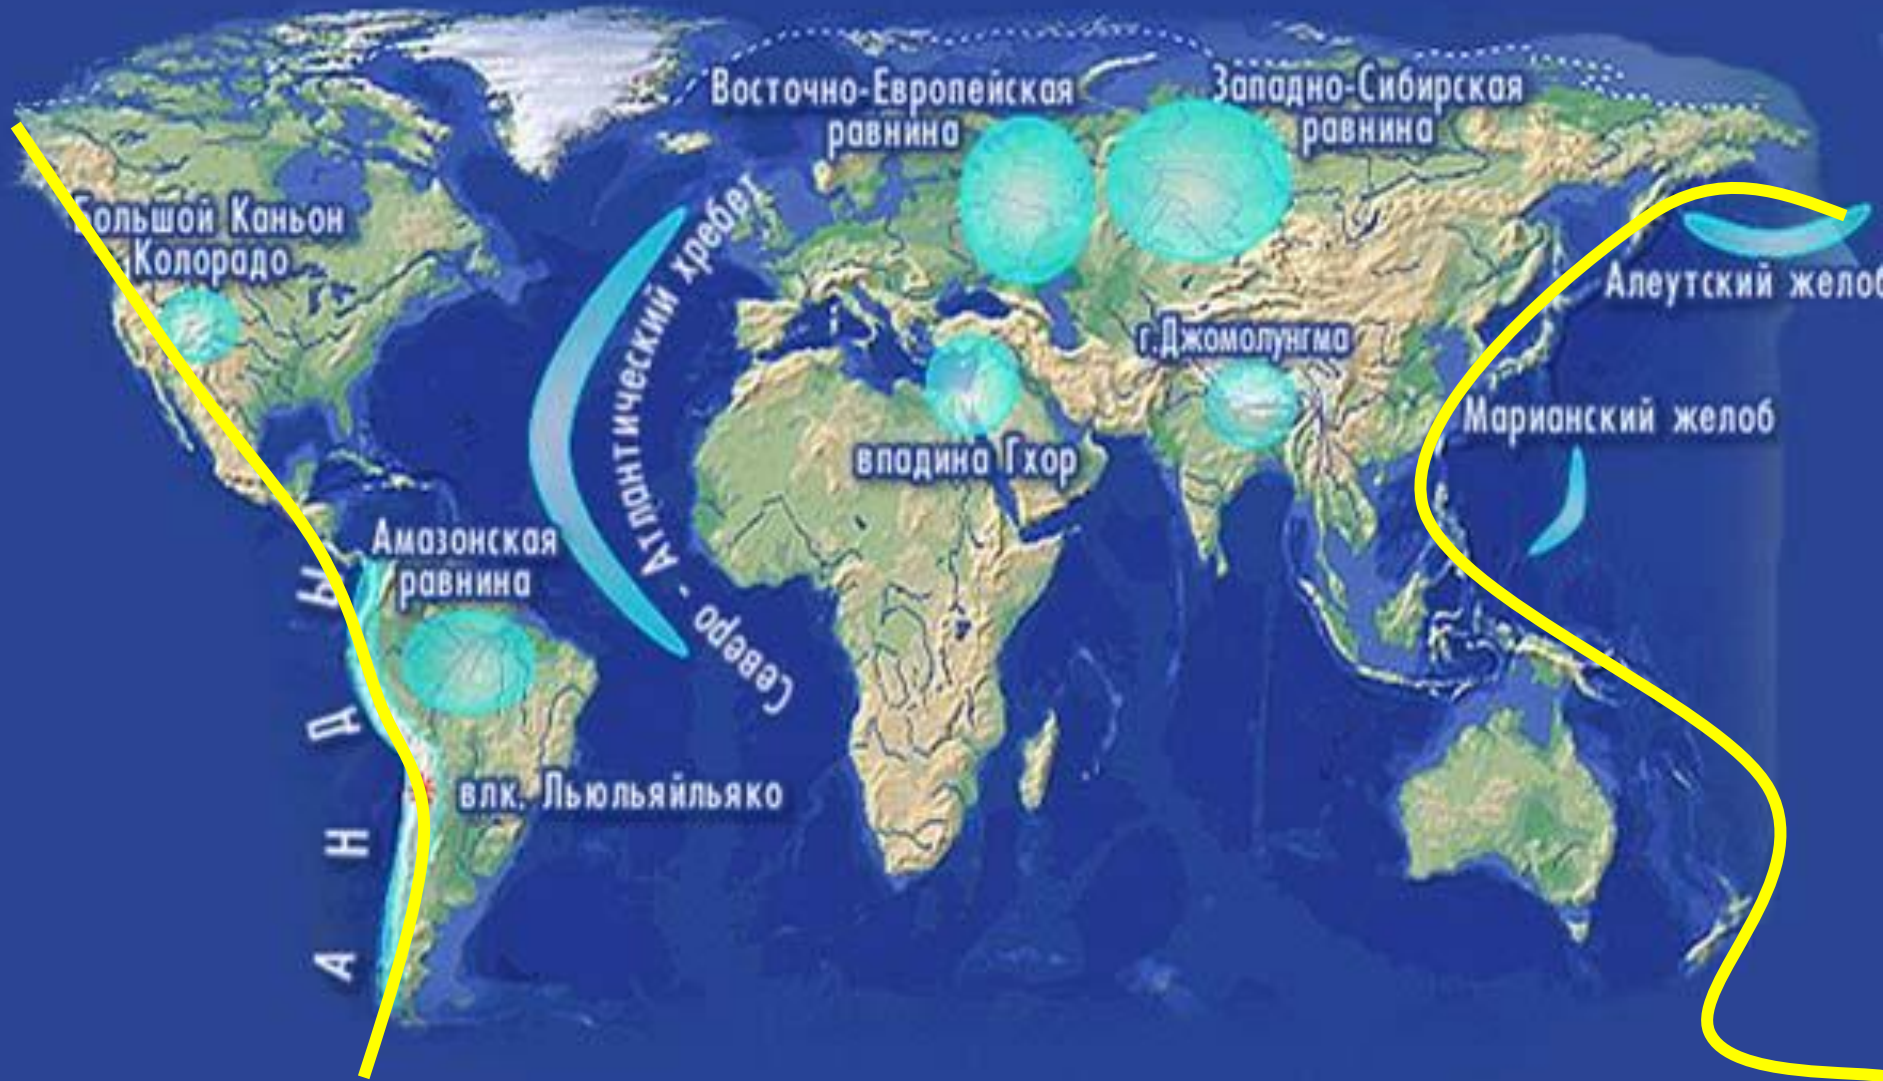 Восточно-Европейская
равнина
Западно-Сибирская
равнина
Большой Каньон
Колорадо
Северо - Атлантический хребет
Алеутский желоб
г.Джомолунгма
Марианский желоб
впадина Гхор
Амазонская
равнина
влк. Льюльяйльяко
АНДЫ